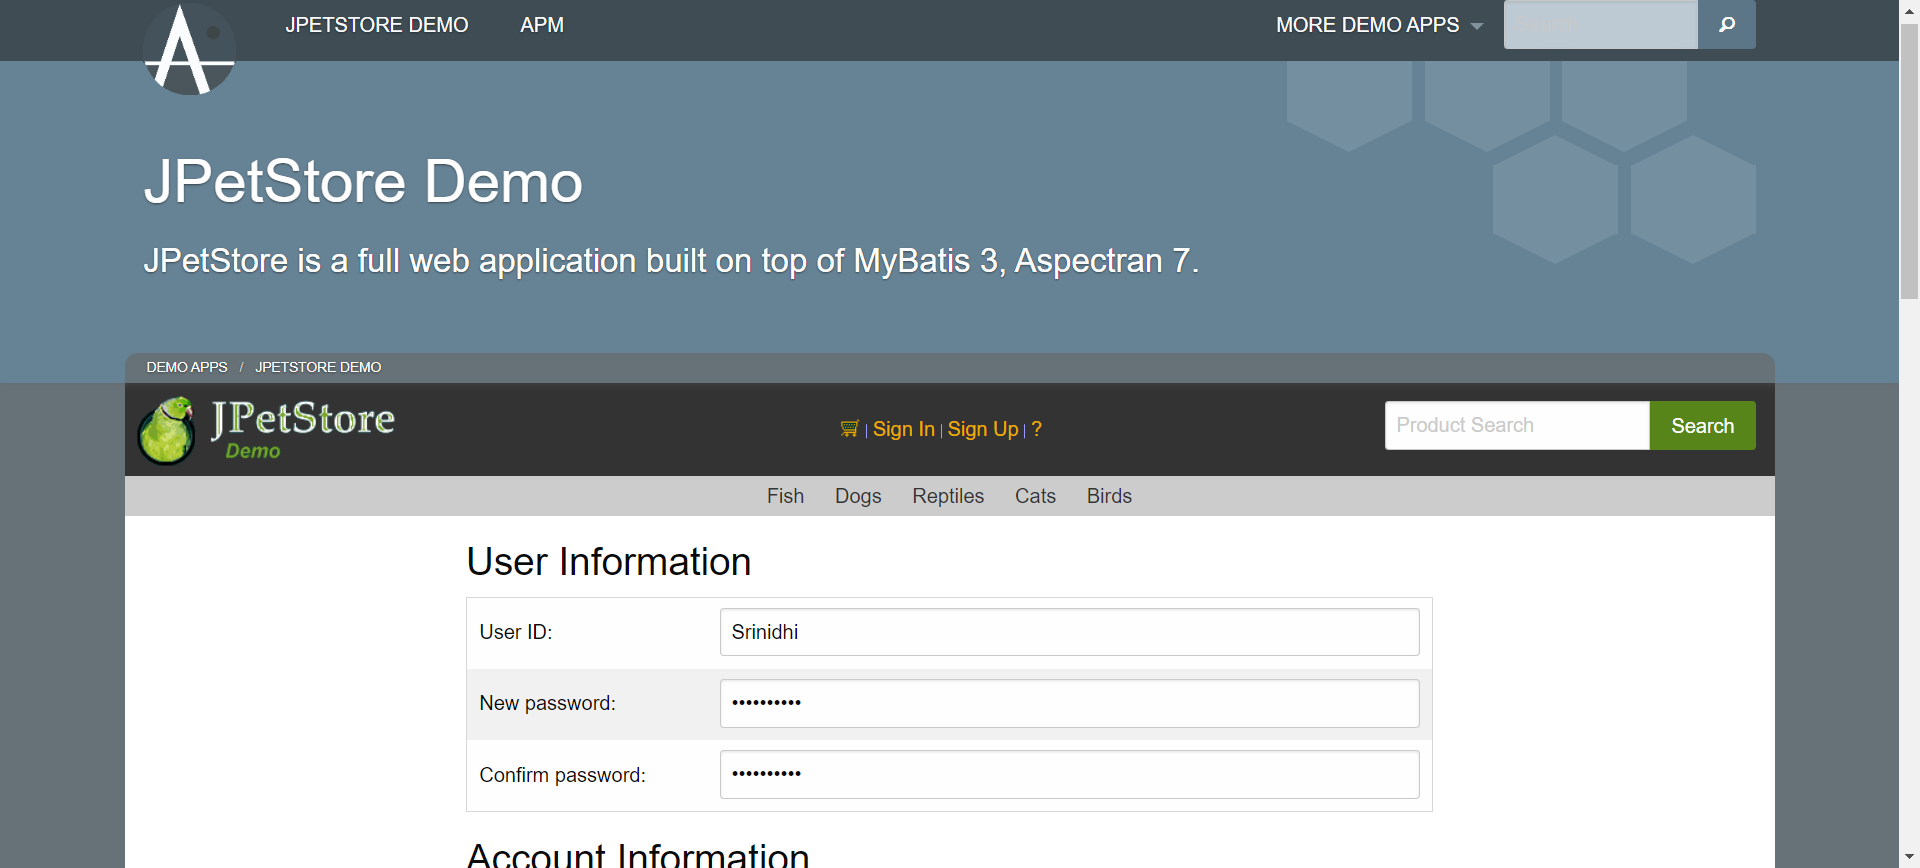 JPETSTORE DEMO APM MORE DEMO APPS
JPetStore Demo
JPetStore is a full web application built on top of MyBatis 3, Aspectran 7.
DEMO APPS / JPETSTORE DEMO
JPetStore
Demo
| Sign In | Sign Up | ?
Product Search Search
Fish Dogs Reptiles Cats Birds
User Information
User ID: Srinidhi
New password: ••••••••••
Confirm password: ••••••••••
Account Information